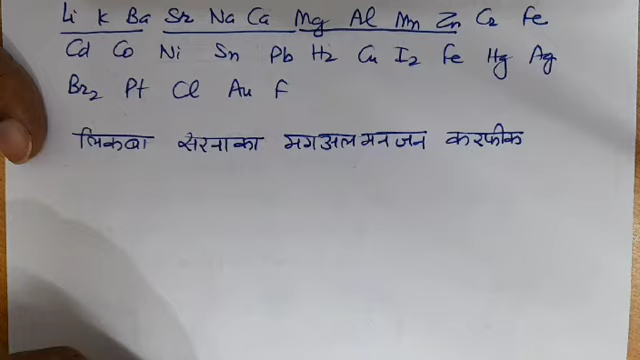 Li K Ba Sr Na Ca Mg Al Mn Zn Cr Fe
Cd Co Ni Sn Pb H2 Cu I2 Fe Hg Ag
Br2 Pt Cl Au F
लिकबा सरनाका मगअलमनजन करफीक